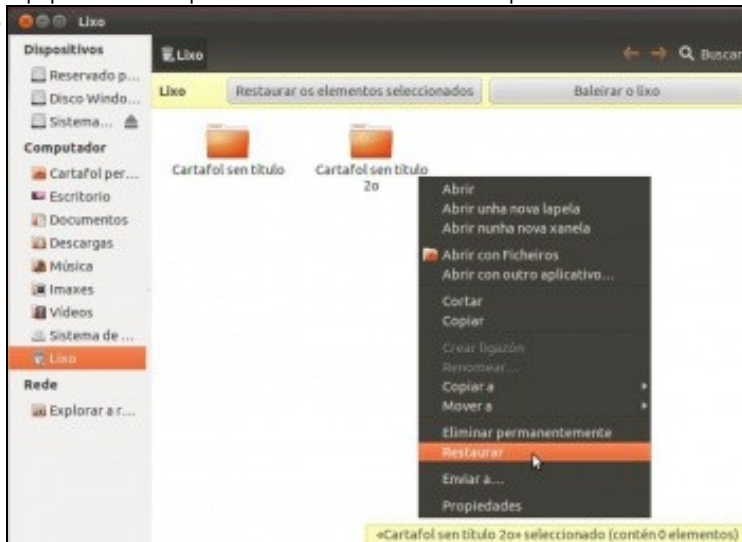 Lixo
Dispositivos
Reservado p...
Disco Windo...
Sistema...
Computador
Cartafol per...
Escritorio
Documentos
Descargas
Música
Imaxes
Vídeos
Sistema de ...
Lixo
Rede
Explorar a r...
Lixo
Buscar
Lixo
Restaurar os elementos seleccionados
Baleirar o lixo
Cartafol sen título
Cartafol sen título
2o
Abrir
Abrir unha nova lapela
Abrir nunha nova xanela
Abrir con Ficheiros
Abrir con outro aplicativo...
Cortar
Copiar
Crear ligazón
Renomear...
Copiar a
Mover a
Eliminar permanentemente
Restaurar
Enviar a...
Propiedades
«Cartafol sen título 2o» seleccionado (contén 0 elementos)